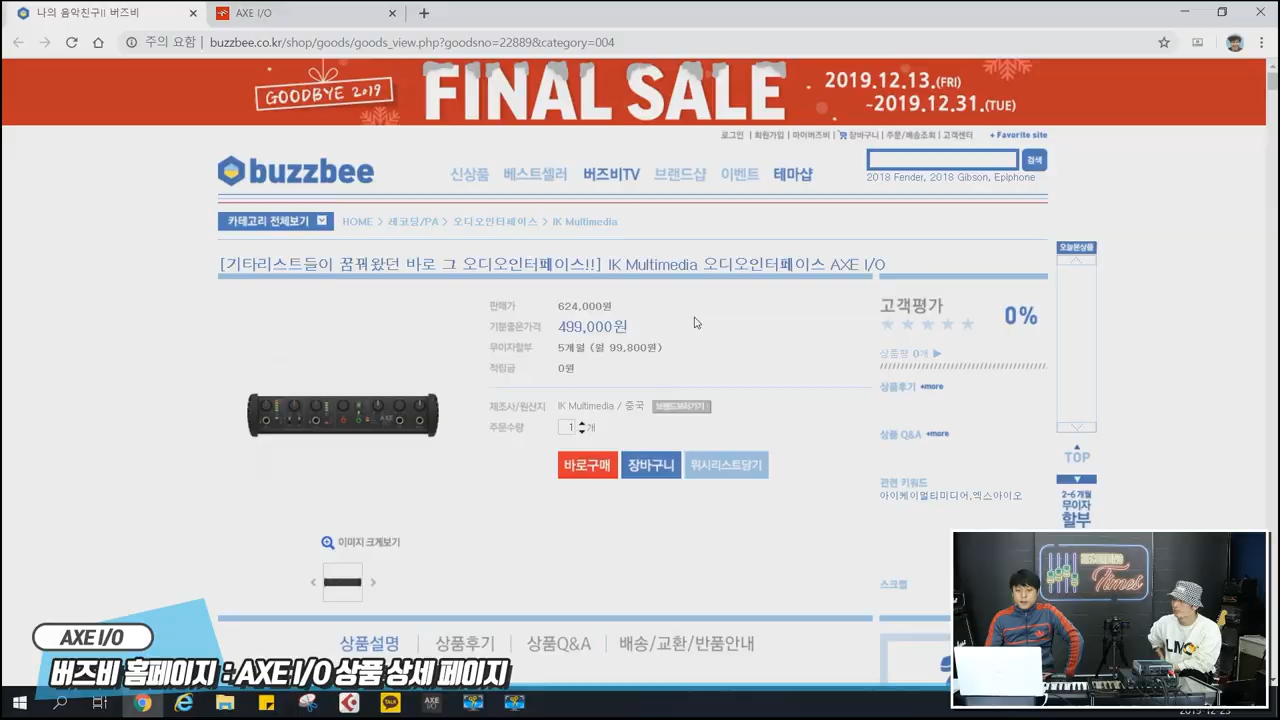 나의 음악친구!! 버즈비
AXE I/O
주의 요함 | buzzbee.co.kr/shop/goods/goods_view.php?goodsno=22889&category=004
GOODBYE 2019
FINAL SALE
2019.12.13.(FRI)
~2019.12.31.(TUE)
로그인 | 회원가입 | 마이버즈비 | 장바구니 | 주문/배송조회 | 고객센터 + Favorite site
buzzbee
신상품 베스트셀러 버즈비TV 브랜드샵 이벤트 테마샵
검색
2018 Fender, 2018 Gibson, Epiphone
카테고리 전체보기
HOME > 레코딩/PA > 오디오인터페이스 > IK Multimedia
오늘본상품
[기타리스트들이 꿈꿔왔던 바로 그 오디오인터페이스!!] IK Multimedia 오디오인터페이스 AXE I/O
판매가 624,000원
기분좋은가격 499,000원
무이자할부 5개월 (월 99,800원)
적립금 0원
제조사/원산지 IK Multimedia / 중국 브랜드바로가기
주문수량 1 개
바로구매 장바구니 위시리스트담기
고객평가 0%
상품평 0개
상품후기 +more
상품 Q&A +more
관련 키워드
아이케이멀티미디어,엑스아이오
스크랩
TOP
2~6개월
무이자
할부
이미지 크게보기
상품설명 상품후기 상품Q&A 배송/교환/반품안내
Times
AXE I/O
버즈비 홈페이지 : AXE I/O 상품 상세 페이지
TALK
AXE
2019-12-23